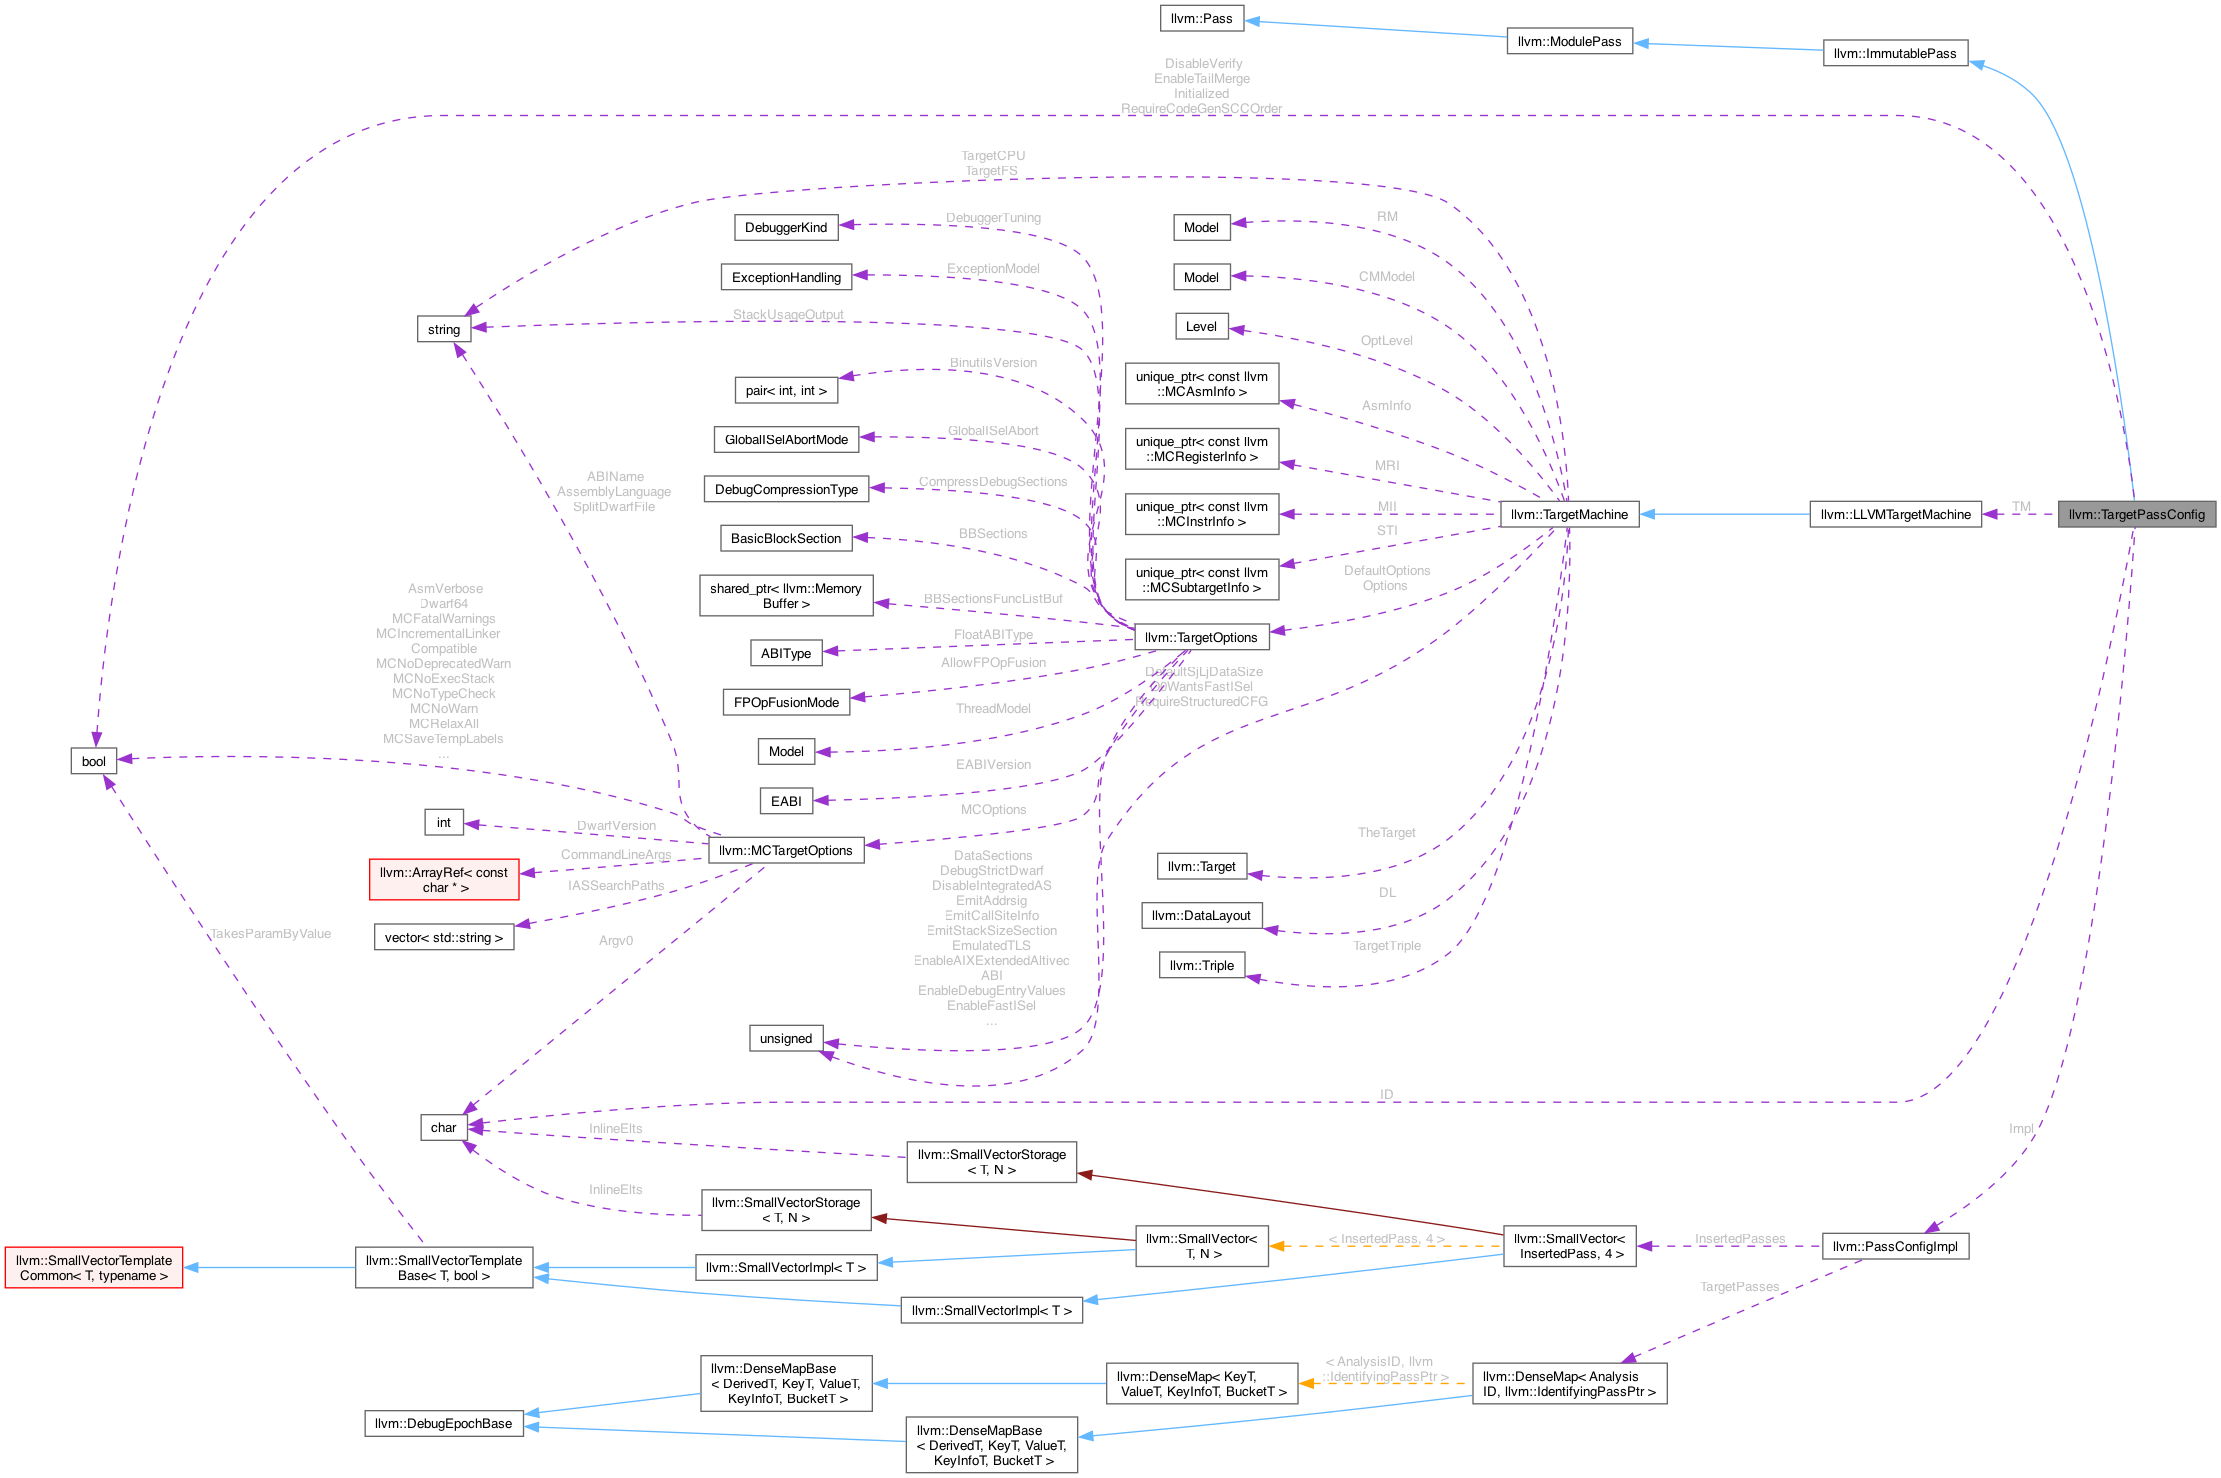 llvm::Pass
llvm::ModulePass
llvm::ImmutablePass
DisableVerify
EnableTailMerge
Initialized
RequireCodeGenSCCOrder
TargetCPU
TargetFS
DebuggerKind
DebuggerTuning
Model
RM
ExceptionHandling
ExceptionModel
Model
CMModel
string
StackUsageOutput
Level
OptLevel
pair< int, int >
BinutilsVersion
unique_ptr< const llvm
::MCAsmInfo >
AsmInfo
GlobalISelAbortMode
GlobalISelAbort
unique_ptr< const llvm
::MCRegisterInfo >
MRI
ABIName
AssemblyLanguage
SplitDwarfFile
DebugCompressionType
CompressDebugSections
unique_ptr< const llvm
::MCInstrInfo >
MII
llvm::TargetMachine
llvm::LLVMTargetMachine
TM
llvm::TargetPassConfig
BasicBlockSection
BBSections
STI
unique_ptr< const llvm
::MCSubtargetInfo >
DefaultOptions
Options
shared_ptr< llvm::Memory
Buffer >
BBSectionsFuncListBuf
AsmVerbose
Dwarf64
MCFatalWarnings
MCIncrementalLinker
Compatible
MCNoDeprecatedWarn
MCNoExecStack
MCNoTypeCheck
MCNoWarn
MCRelaxAll
MCSaveTempLabels
...
ABIType
FloatABIType
llvm::TargetOptions
FPOpFusionMode
AllowFPOpFusion
DefaultSjLjDataSize
O0WantsFastISel
RequireStructuredCFG
Model
ThreadModel
bool
EABI
EABIVersion
int
DwarfVersion
MCOptions
llvm::MCTargetOptions
llvm::ArrayRef< const
char * >
CommandLineArgs
IASSearchPaths
vector< std::string >
Argv0
TakesParamByValue
DataSections
DebugStrictDwarf
DisableIntegratedAS
EmitAddrsig
EmitCallSiteInfo
EmitStackSizeSection
EmulatedTLS
EnableAIXExtendedAltivec
ABI
EnableDebugEntryValues
EnableFastISel
...
llvm::Target
TheTarget
llvm::DataLayout
DL
llvm::Triple
TargetTriple
unsigned
ID
char
InlineElts
llvm::SmallVectorStorage
< T, N >
Impl
InlineElts
llvm::SmallVectorStorage
< T, N >
llvm::SmallVector<
T, N >
< InsertedPass, 4 >
llvm::SmallVector<
InsertedPass, 4 >
InsertedPasses
llvm::PassConfigImpl
llvm::SmallVectorTemplate
Common< T, typename >
llvm::SmallVectorTemplate
Base< T, bool >
llvm::SmallVectorImpl< T >
llvm::SmallVectorImpl< T >
TargetPasses
llvm::DenseMapBase
< DerivedT, KeyT, ValueT,
KeyInfoT, BucketT >
llvm::DenseMap< KeyT,
ValueT, KeyInfoT, BucketT >
< AnalysisID, llvm
::IdentifyingPassPtr >
llvm::DenseMap< Analysis
ID, llvm::IdentifyingPassPtr >
llvm::DebugEpochBase
llvm::DenseMapBase
< DerivedT, KeyT, ValueT,
KeyInfoT, BucketT >